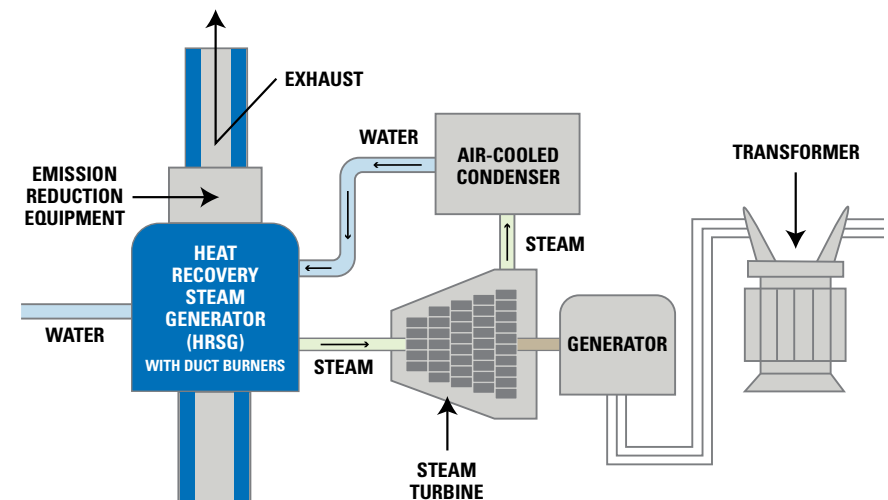 EXHAUST
WATER
AIR-COOLED
CONDENSER
TRANSFORMER
EMISSION
REDUCTION
EQUIPMENT
STEAM
HEAT
RECOVERY
STEAM
GENERATOR
(HRSG)
WITH DUCT BURNERS
WATER
STEAM
GENERATOR
STEAM
TURBINE